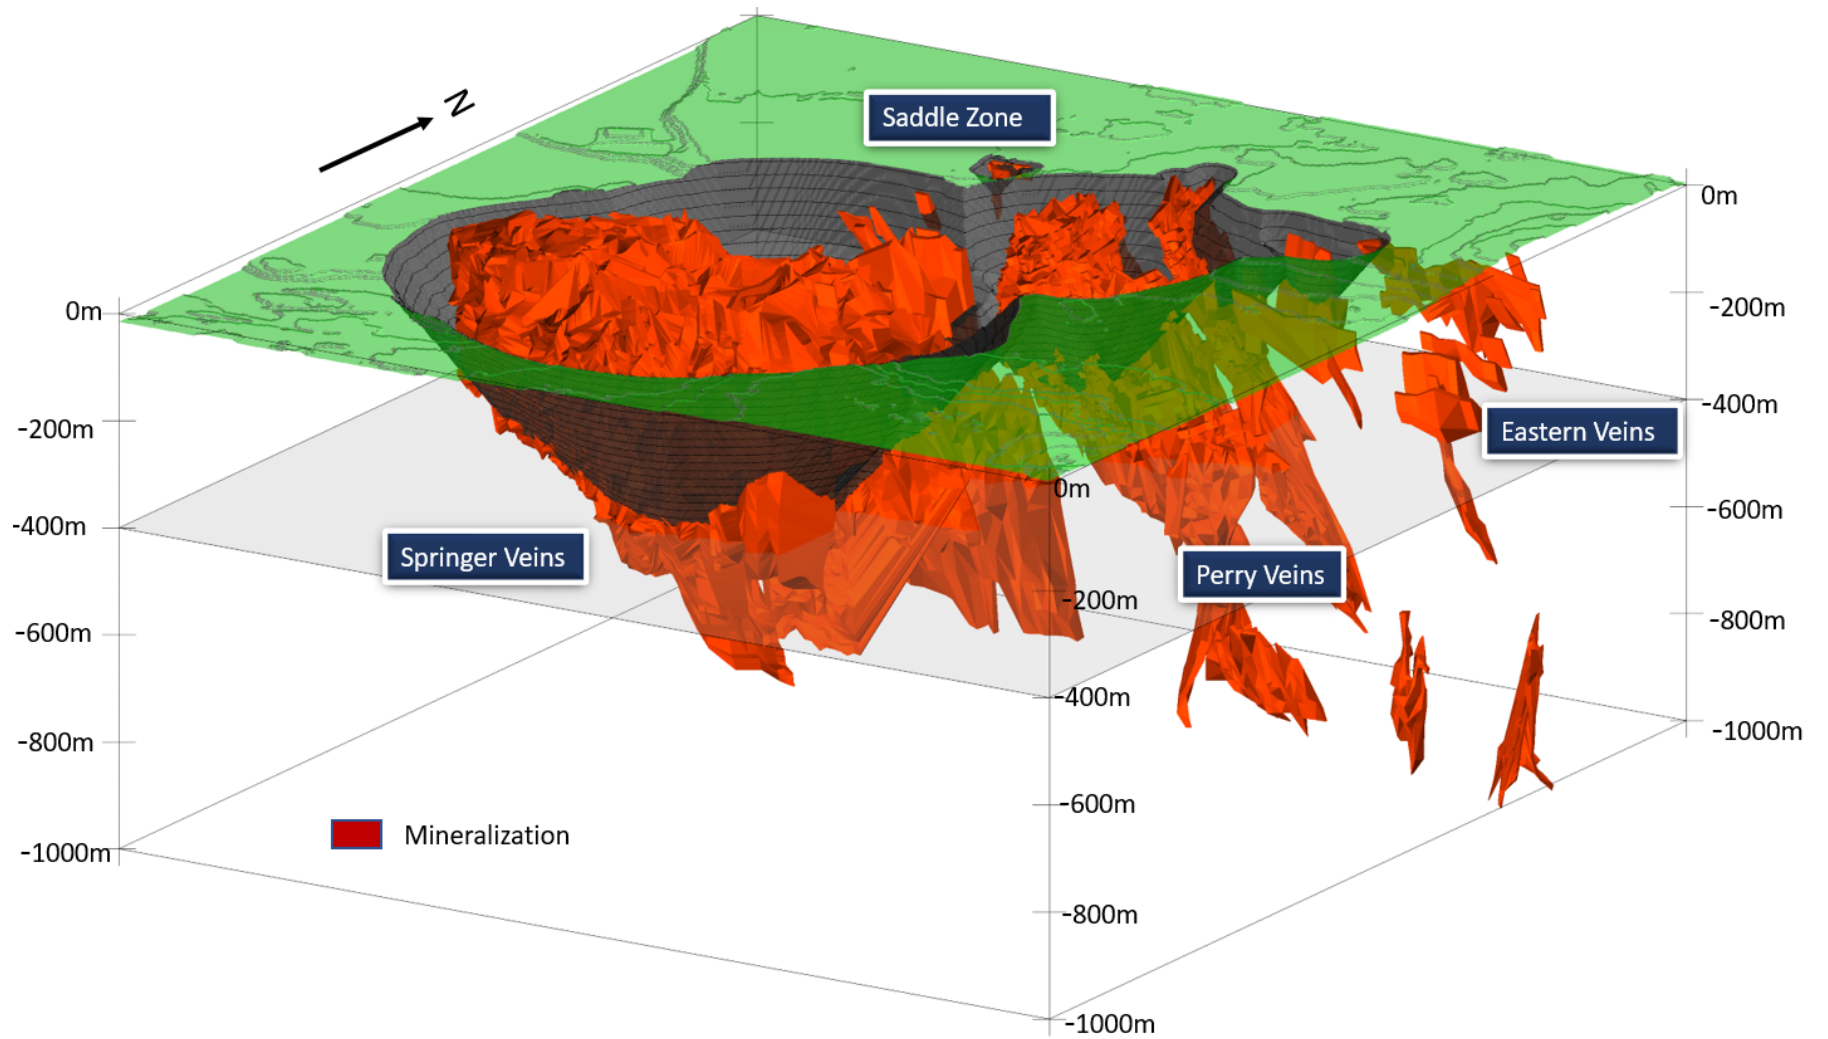 N
Saddle Zone
0m
-200m
-400m
-600m
-800m
-1000m
0m
-200m
-400m
-600m
-800m
-1000m
0m
-200m
-400m
-600m
-800m
-1000m
Eastern Veins
Springer Veins
Perry Veins
Mineralization